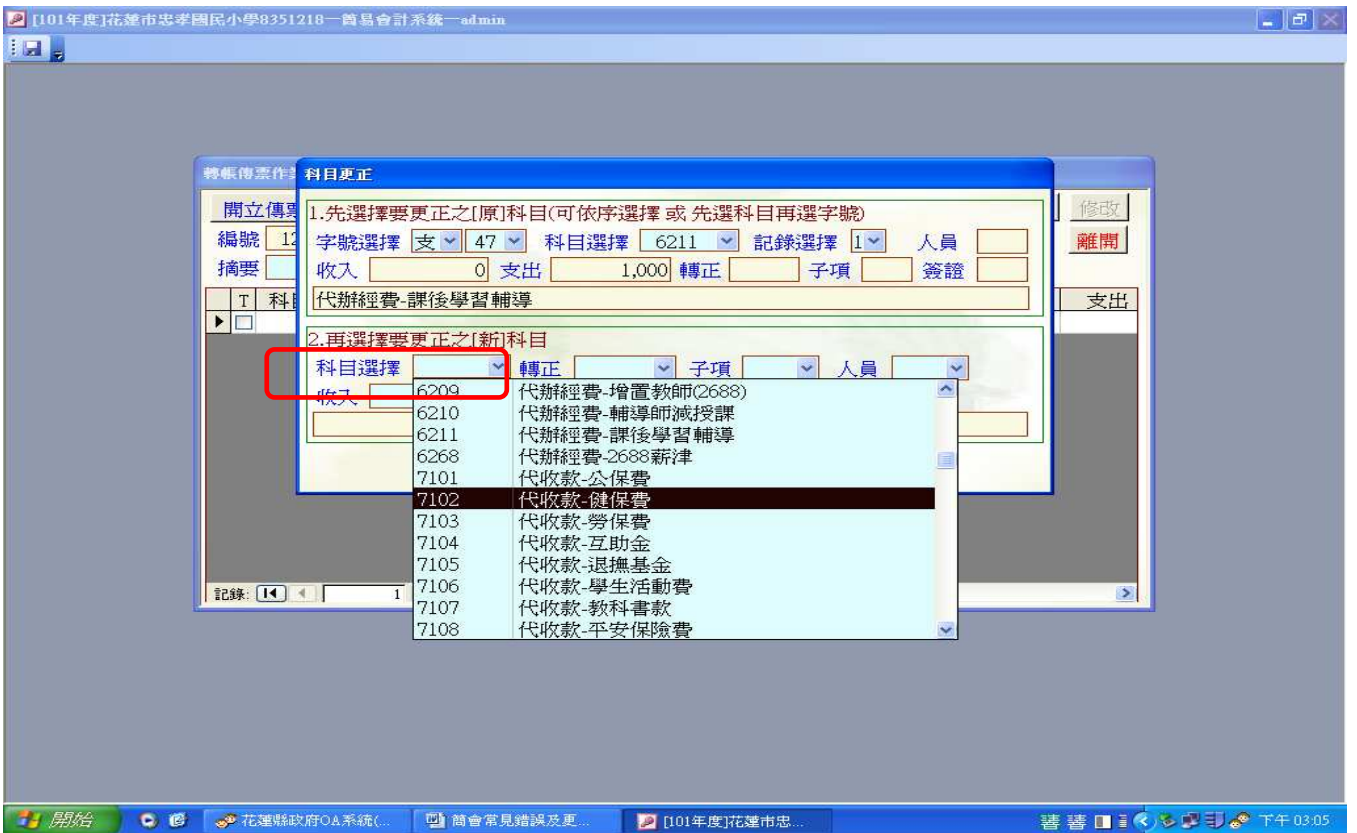 [101年度]花蓮市忠孝國民小學8351218—簡易會計系統—admin
轉帳傳票作業
科目更正
開立傳票
修改
編號 12
離開
摘要
T 科目
支出
1.先選擇要更正之[原]科目(可依序選擇 或 先選科目再選字號)
字號選擇 支 47 科目選擇 6211 記錄選擇 1 人員
收入 0 支出 1,000 轉正 子項 簽證
代辦經費-課後學習輔導
2.再選擇要更正之[新]科目
科目選擇 轉正 子項 人員
收入
6209 代辦經費-增置教師(2688)
6210 代辦經費-輔導師減授課
6211 代辦經費-課後學習輔導
6268 代辦經費-2688薪津
7101 代收款-公保費
7102 代收款-健保費
7103 代收款-勞保費
7104 代收款-互助金
7105 代收款-退撫基金
7106 代收款-學生活動費
7107 代收款-教科書款
7108 代收款-平安保險費
記錄: 1
開始 花蓮縣政府OA系統(... 簡會常見錯誤及更... [101年度]花蓮市忠... 下午 03:05